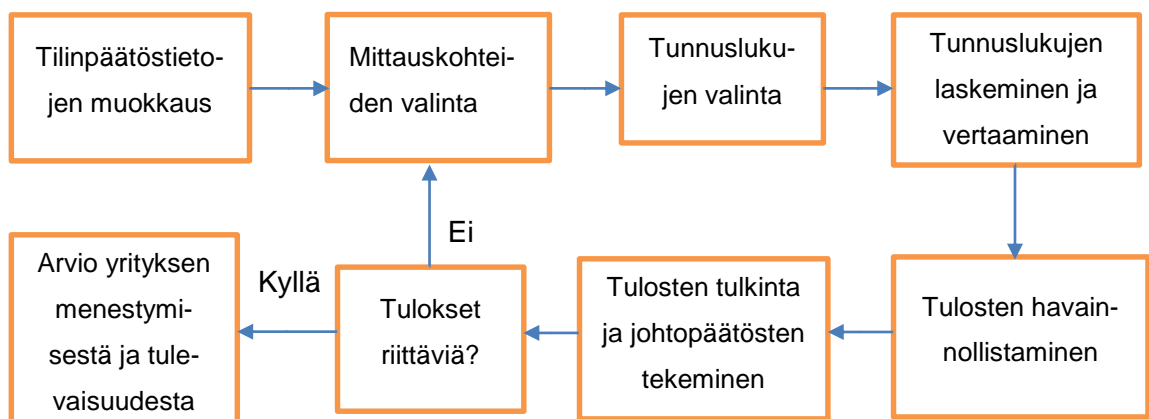 Tilinpäätöstieto-
jen muokkaus
Mittauskohtei-
den valinta
Tunnusluku-
jen valinta
Tunnuslukujen
laskeminen ja
vertaaminen
Ei
Arvio yrityksen
menestymi-
sestä ja tule-
vaisuudesta
Kyllä
Tulokset
riittäviä?
Tulosten tulkinta
ja johtopäätösten
tekeminen
Tulosten havain-
nollistaminen